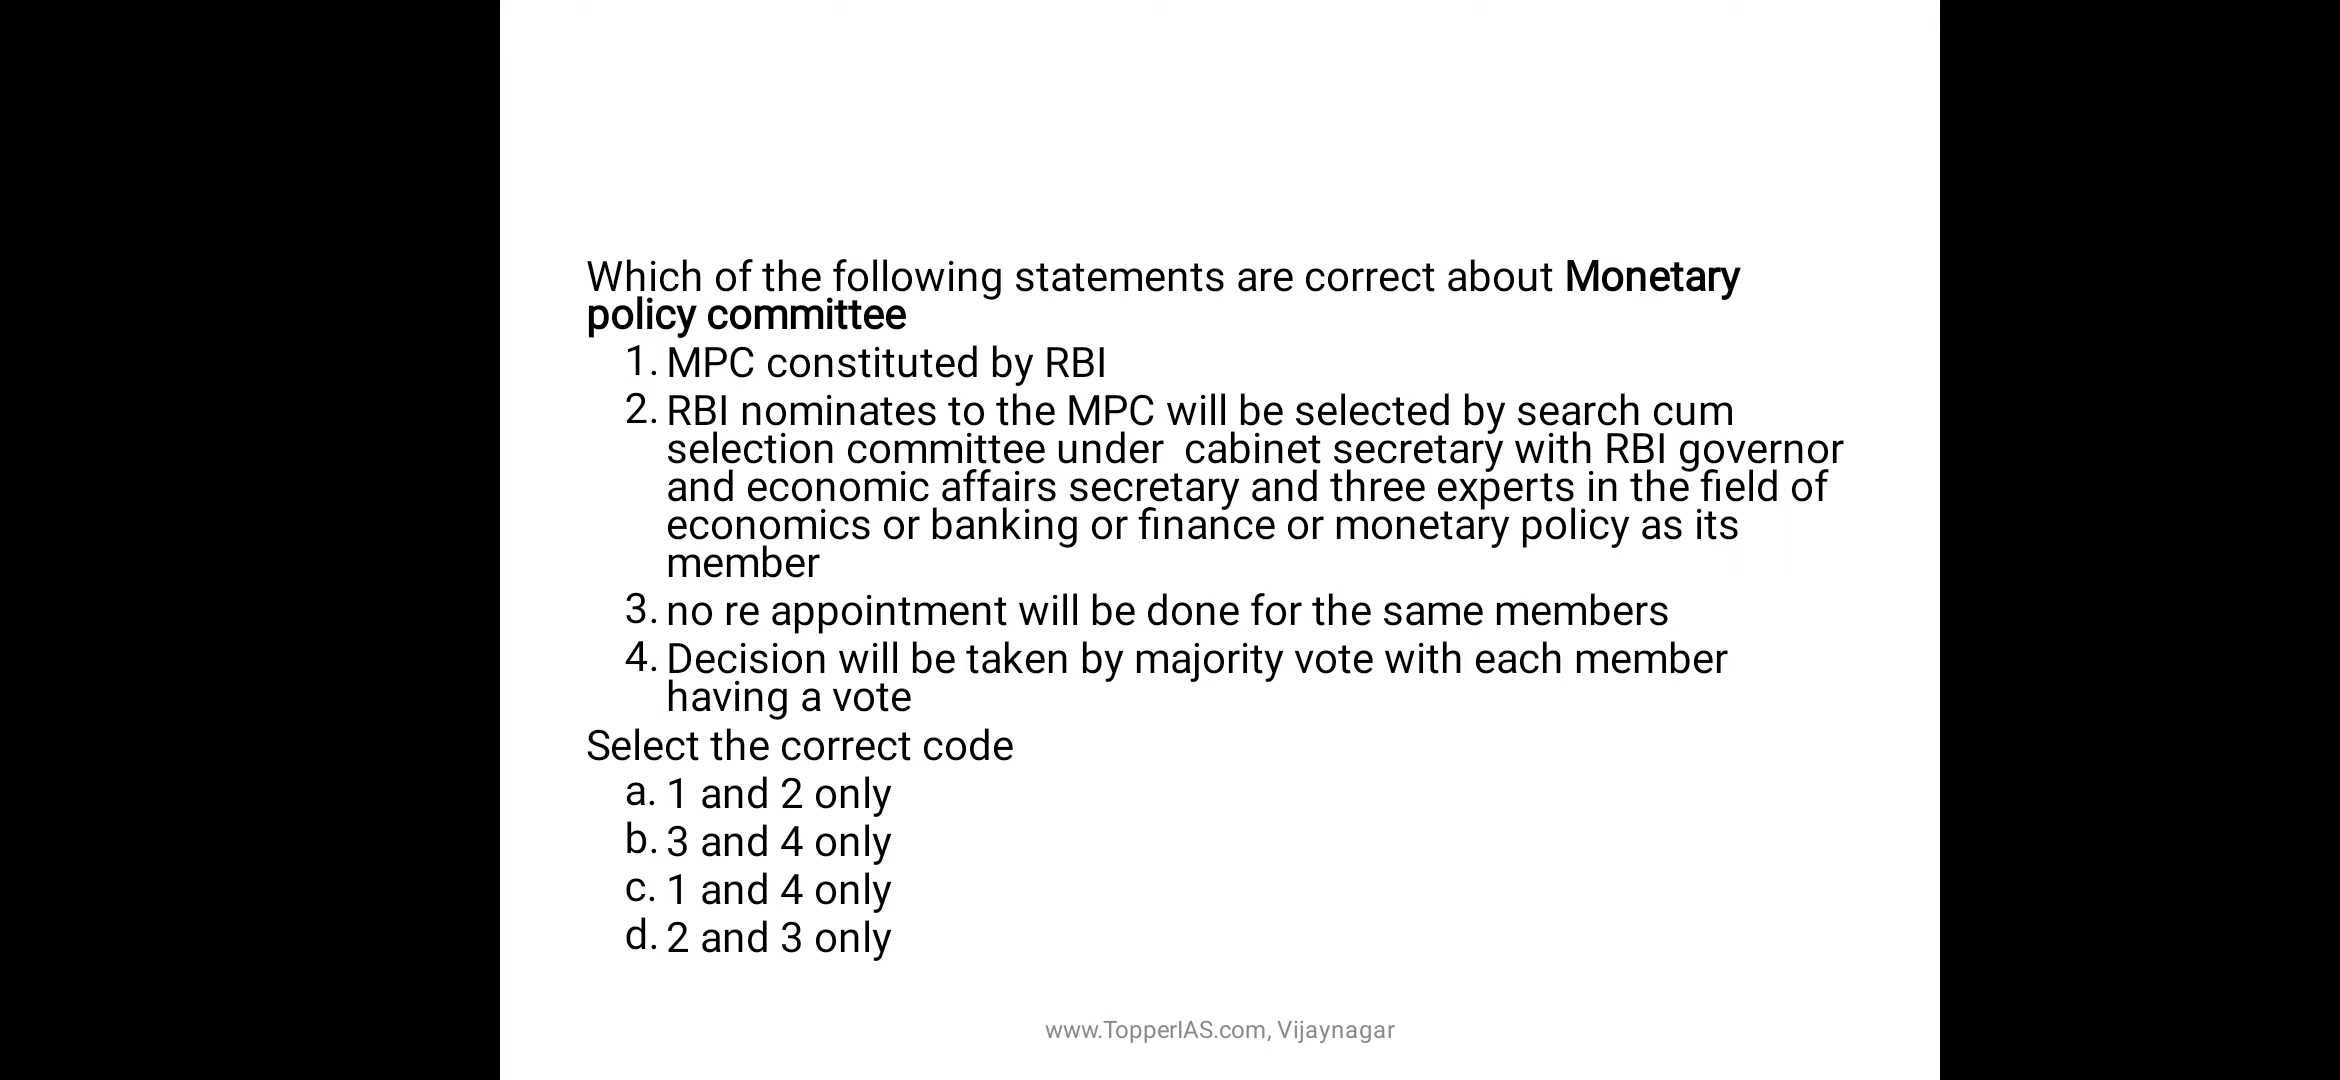 Which of the following statements are correct about Monetary
policy committee
1. MPC constituted by RBI
2. RBI nominates to the MPC will be selected by search cum
selection committee under cabinet secretary with RBI governor
and economic affairs secretary and three experts in the field of
economics or banking or finance or monetary policy as its
member
3. no re appointment will be done for the same members
4. Decision will be taken by majority vote with each member
having a vote
Select the correct code
a. 1 and 2 only
b. 3 and 4 only
c. 1 and 4 only
d. 2 and 3 only
www.TopperIAS.com, Vijaynagar